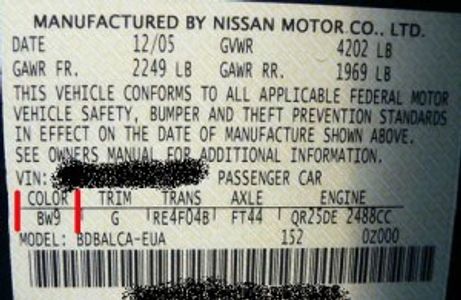 MANUFACTURED BY NISSAN MOTOR CO., LTD.
DATE 12/05 GVWR 4202 LB
GAWR FR. 2249 LB GAWR RR. 1969 LB
THIS VEHICLE CONFORMS TO ALL APPLICABLE FEDERAL MOTOR
VEHICLE SAFETY, BUMPER AND THEFT PREVENTION STANDARDS
IN EFFECT ON THE DATE OF MANUFACTURE SHOWN ABOVE.
SEE OWNERS MANUAL FOR ADDITIONAL INFORMATION.
VIN: PASSENGER CAR
COLOR TRIM TRANS AXLE ENGINE
BW9 G RE4F04B FT44 QR25DE 2488CC
MODEL: BDBALCA-EUA 152 0Z000